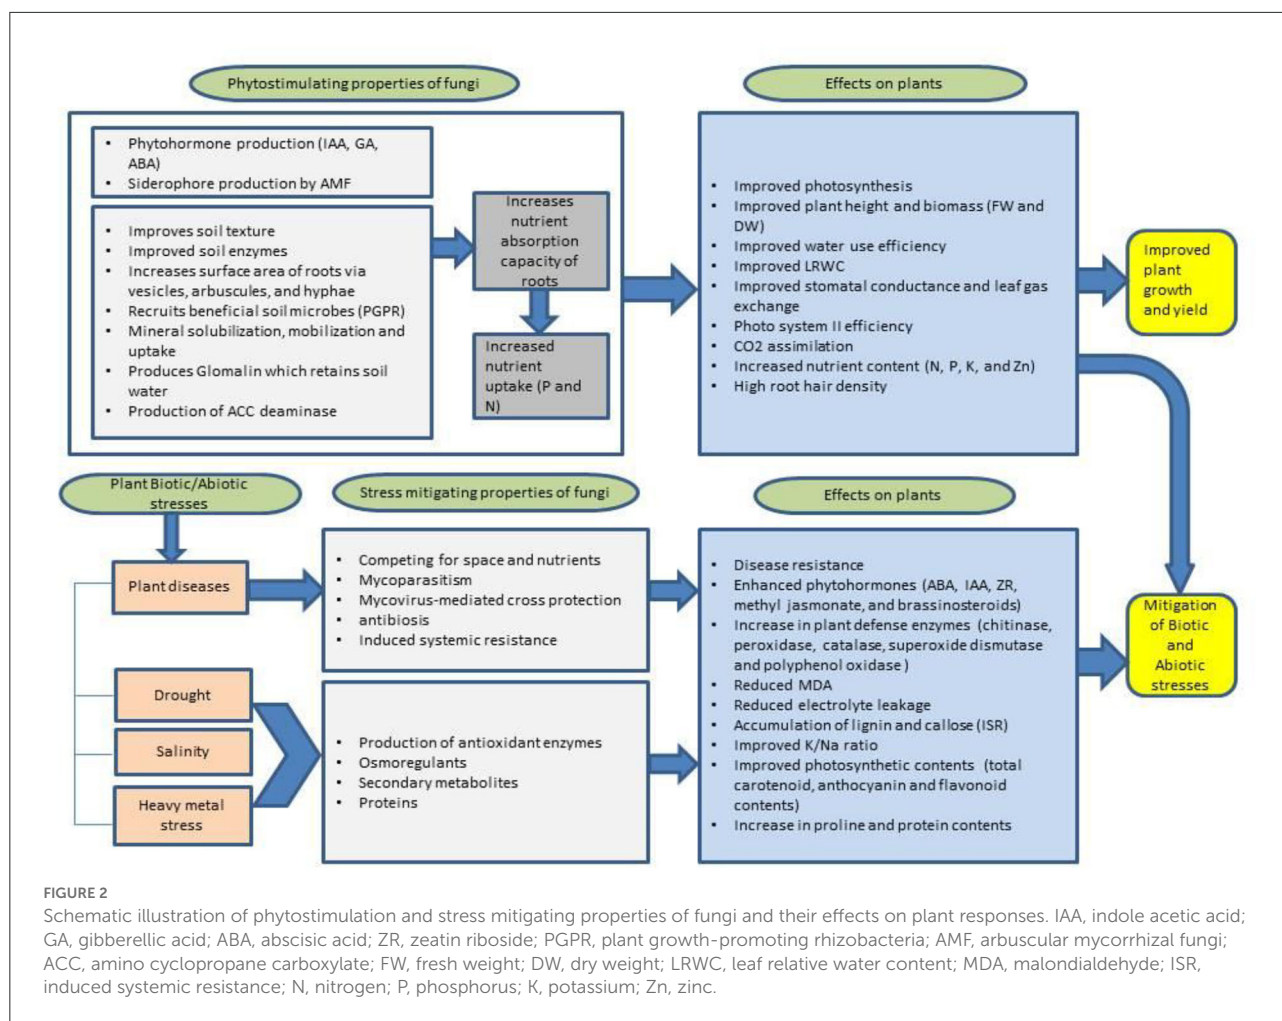 Phytostimulating properties of fungi
Effects on plants
• Phytohormone production (IAA, GA,
ABA)
• Siderophore production by AMF
• Improves soil texture
• Improved soil enzymes
• Increases surface area of roots via
vesicles, arbuscules, and hyphae
• Recruits beneficial soil microbes (PGPR)
• Mineral solubilization, mobilization and
uptake
• Produces Glomalin which retains soil
water
• Production of ACC deaminase
Increases
nutrient
absorption
capacity of
roots
Increased
nutrient
uptake (P and
N)
• Improved photosynthesis
• Improved plant height and biomass (FW and
DW)
• Improved water use efficiency
• Improved LRWC
• Improved stomatal conductance and leaf gas
exchange
• Photo system II efficiency
• CO2 assimilation
• Increased nutrient content (N, P, K, and Zn)
• High root hair density
Improved
plant
growth
and yield
Plant Biotic/Abiotic
stresses
Stress mitigating properties of fungi
Effects on plants
Plant diseases
Drought
Salinity
Heavy metal
stress
• Competing for space and nutrients
• Mycoparasitism
• Mycovirus-mediated cross protection
• antibiosis
• Induced systemic resistance
• Production of antioxidant enzymes
• Osmoregulants
• Secondary metabolites
• Proteins
• Disease resistance
• Enhanced phytohormones (ABA, IAA, ZR,
methyl jasmonate, and brassinosteroids)
• Increase in plant defense enzymes (chitinase,
peroxidase, catalase, superoxide dismutase
and polyphenol oxidase )
• Reduced MDA
• Reduced electrolyte leakage
• Accumulation of lignin and callose (ISR)
• Improved K/Na ratio
• Improved photosynthetic contents (total
carotenoid, anthocyanin and flavonoid
contents)
• Increase in proline and protein contents
Mitigation
of Biotic
and
Abiotic
stresses
FIGURE 2
Schematic illustration of phytostimulation and stress mitigating properties of fungi and their effects on plant responses. IAA, indole acetic acid;
GA, gibberellic acid; ABA, abscisic acid; ZR, zeatin riboside; PGPR, plant growth-promoting rhizobacteria; AMF, arbuscular mycorrhizal fungi;
ACC, amino cyclopropane carboxylate; FW, fresh weight; DW, dry weight; LRWC, leaf relative water content; MDA, malondialdehyde; ISR,
induced systemic resistance; N, nitrogen; P, phosphorus; K, potassium; Zn, zinc.